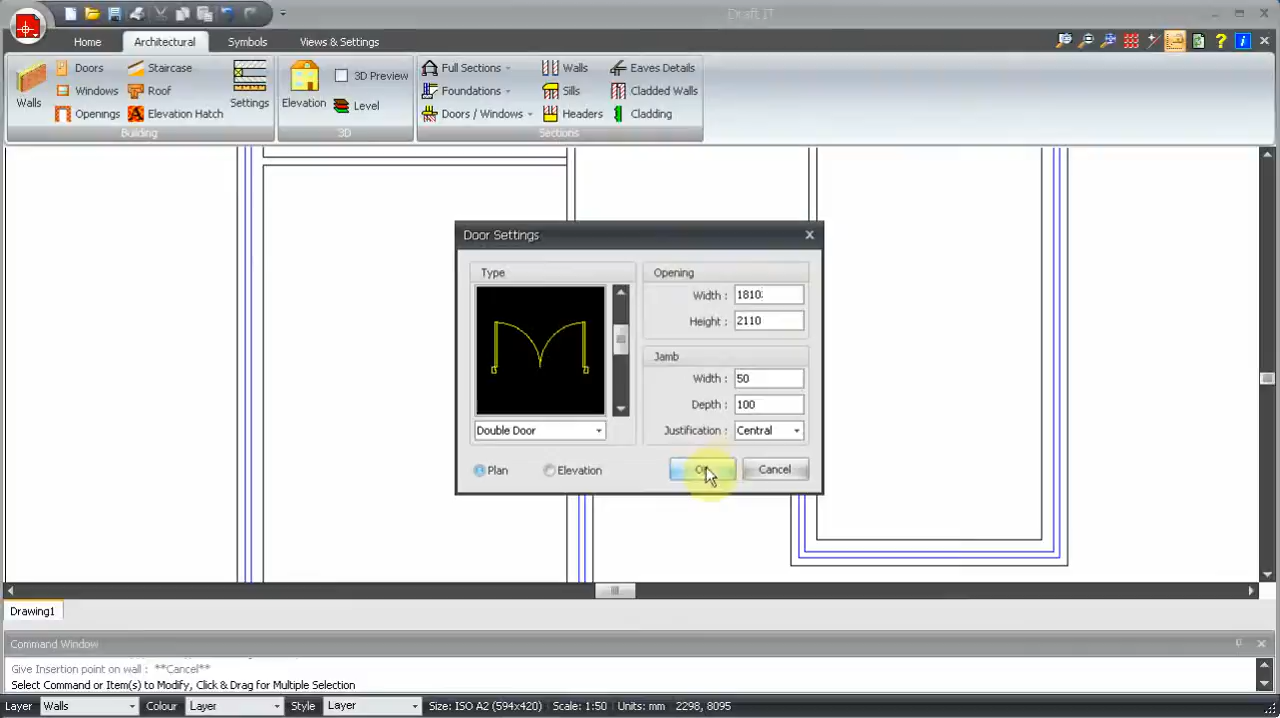 Draft IT
Home Architectural Symbols Views & Settings
Walls
Doors
Windows
Openings
Staircase
Roof
Elevation Hatch
Settings
Building
Elevation
3D Preview
Level
3D
Full Sections
Foundations
Doors / Windows
Walls
Sills
Headers
Eaves Details
Cladded Walls
Cladding
Sections
Door Settings
Type
Double Door
Plan
Elevation
Opening
Width : 1810
Height : 2110
Jamb
Width : 50
Depth : 100
Justification : Central
Cancel
Drawing1
Command Window
Give Insertion point on wall : **Cancel**
Select Command or Item(s) to Modify, Click & Drag for Multiple Selection
Layer Walls Colour Layer Style Layer Size: ISO A2 (594x420) Scale: 1:50 Units: mm 2298, 8095